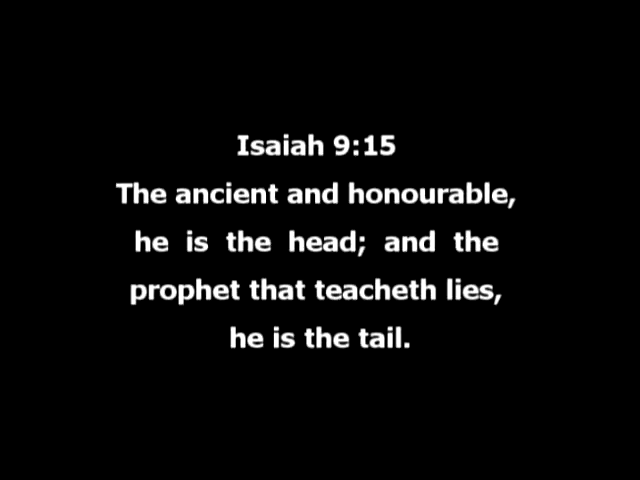 Isaiah 9:15
The ancient and honourable,
he is the head; and the
prophet that teacheth lies,
he is the tail.